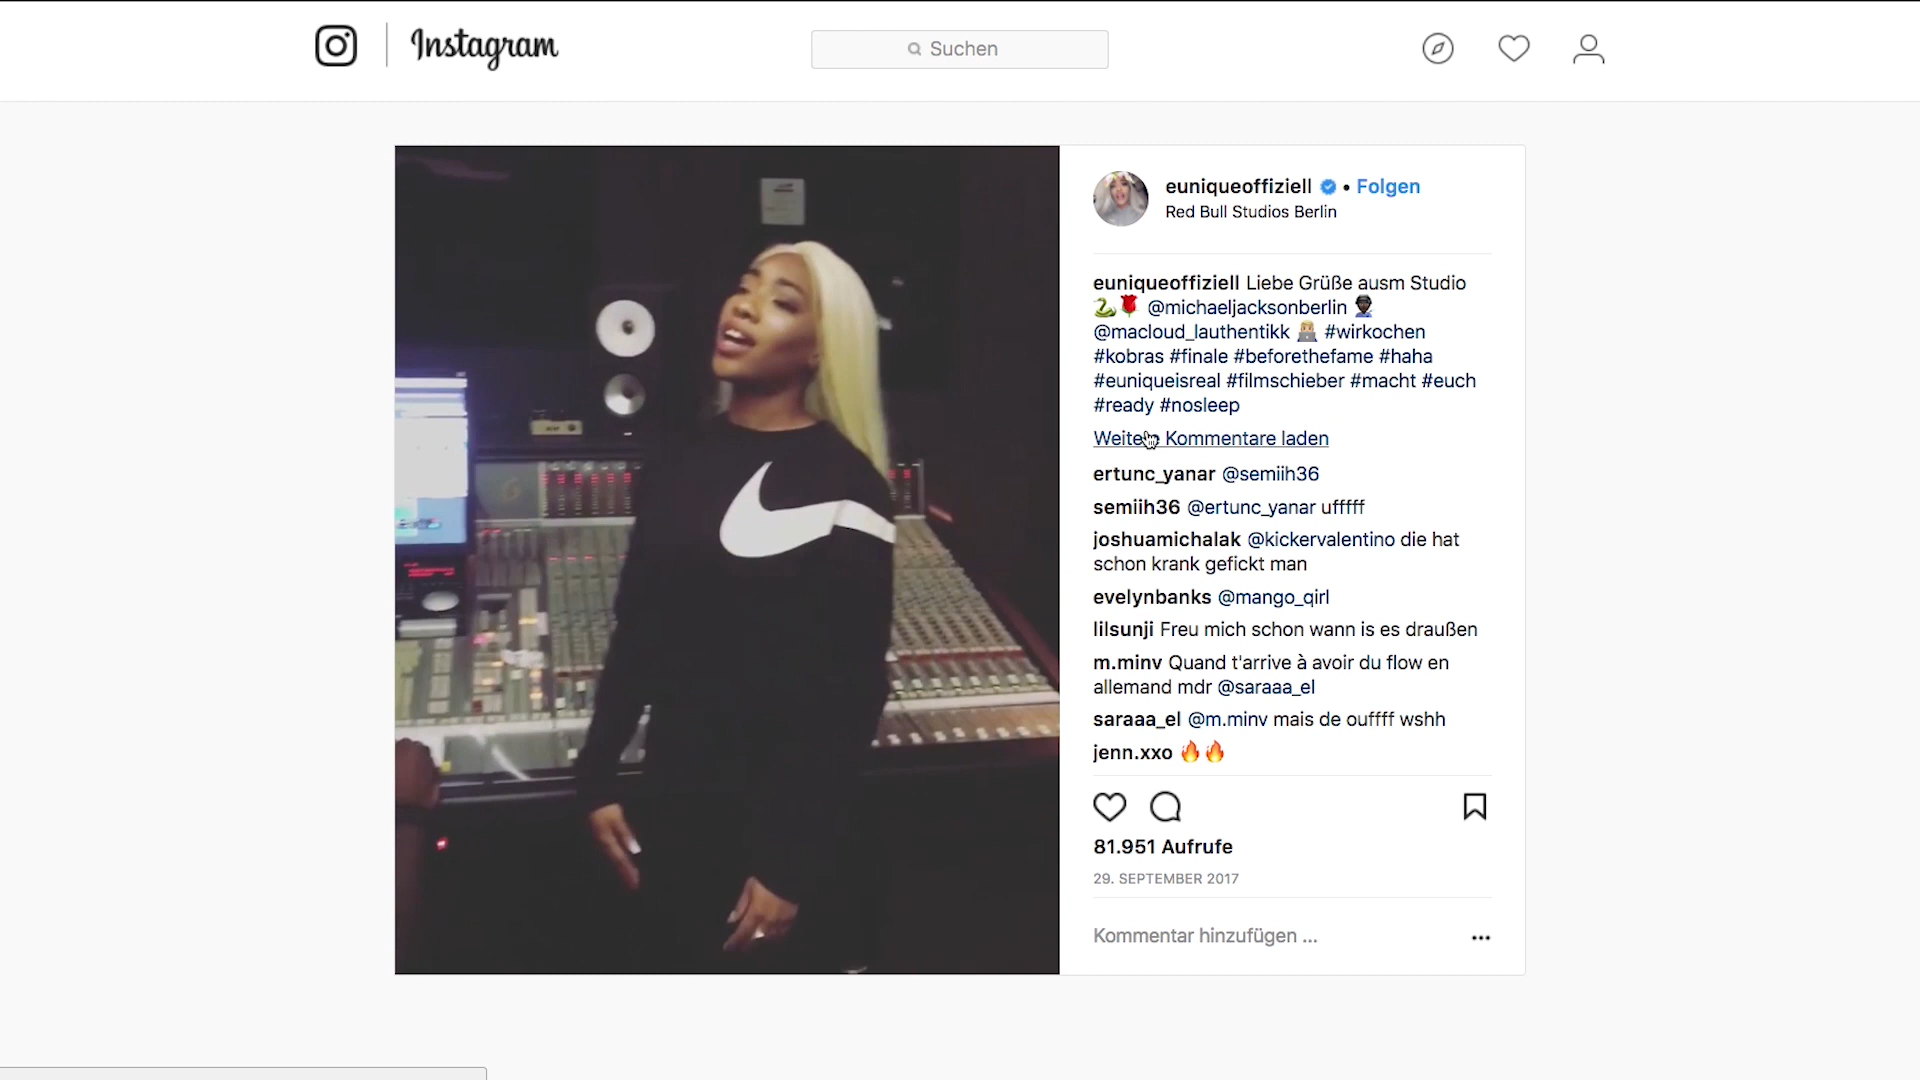 Instagram
Suchen
euniqueoffiziell • Folgen
Red Bull Studios Berlin
euniqueoffiziell Liebe Grüße ausm Studio
🐍🌹 @michaeljacksonberlin
@macloud_lauthentikk #wirkochen
#kobras #finale #beforethefame #haha
#euniqueisreal #filmschieber #macht #euch
#ready #nosleep
Weitere Kommentare laden
ertunc_yanar @semiih36
semiih36 @ertunc_yanar ufffff
joshuamichalak @kickervalentino die hat
schon krank gefickt man
evelynbanks @mango_qirl
lilsunji Freu mich schon wann is es draußen
m.minv Quand t'arrive à avoir du flow en
allemand mdr @saraaa_el
saraaa_el @m.minv mais de ouffff wshh
jenn.xxo 🔥🔥
81.951 Aufrufe
29. SEPTEMBER 2017
Kommentar hinzufügen ...